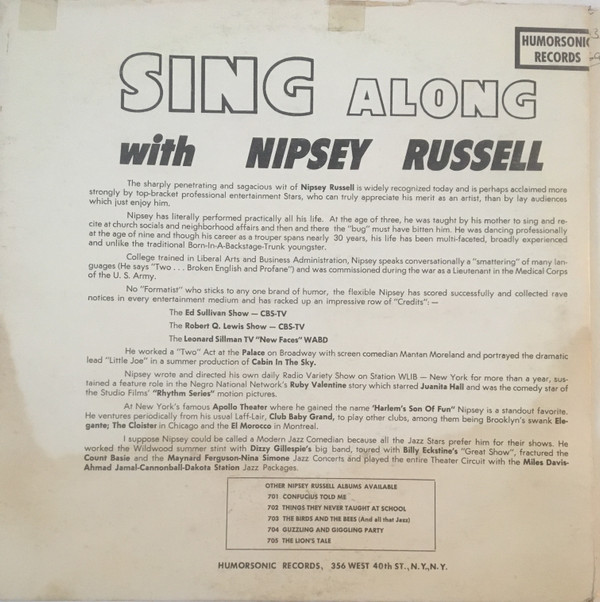 HUMORSONIC
RECORDS
SING ALONG
with NIPSEY RUSSELL
The sharply penetrating and sagacious wit of Nipsey Russell is widely recognized today and is perhaps acclaimed more
strongly by top-bracket professional entertainment Stars, who can truly appreciate his merit as an artist, than by lay audiences
which just enjoy him.
Nipsey has literally performed practically all his life. At the age of three, he was taught by his mother to sing and re-
cite at church socials and neighborhood affairs and then and there the "bug" must have bitten him. He was dancing professionally
at the age of nine and though his career as a trouper spans nearly 30 years, his life has been multi-faceted, broadly experienced
and unlike the traditional Born-In-A-Backstage-Trunk youngster.
College trained in Liberal Arts and Business Administration, Nipsey speaks conversationally a "smattering" of many lan-
guages (He says "Two . . . Broken English and Profane") and was commissioned during the war as a Lieutenant in the Medical Corps
of the U. S. Army.
No "Formatist" who sticks to any one brand of humor, the flexible Nipsey has scored successfully and collected rave
notices in every entertainment medium and has racked up an impressive row of "Credits": —
The Ed Sullivan Show — CBS-TV
The Robert Q. Lewis Show — CBS-TV
The Leonard Sillman TV "New Faces" WABD
He worked a "Two" Act at the Palace on Broadway with screen comedian Mantan Moreland and portrayed the dramatic
lead "Little Joe" in a summer production of Cabin In The Sky.
Nipsey wrote and directed his own daily Radio Variety Show on Station WLIB — New York for more than a year, sus-
tained a feature role in the Negro National Network's Ruby Valentine story which starred Juanita Hall and was the comedy star of
the Studio Films' "Rhythm Series" motion pictures.
At New York's famous Apollo Theater where he gained the name 'Harlem's Son Of Fun" Nipsey is a standout favorite.
He ventures periodically from his usual Laff-Lair, Club Baby Grand, to play other clubs, among them being Brooklyn's swank Ele-
gante; The Cloister in Chicago and the El Morocco in Montreal.
I suppose Nipsey could be called a Modern Jazz Comedian because all the Jazz Stars prefer him for their shows. He
worked the Wildwood summer stint with Dizzy Gillespie's big band, toured with Billy Eckstine's "Great Show", fractured the
Count Basie and the Maynard Ferguson-Nina Simone Jazz Concerts and played the entire Theater Circuit with the Miles Davis-
Ahmad Jamal-Cannonball-Dakota Station Jazz Packages.
OTHER NIPSEY RUSSELL ALBUMS AVAILABLE
701 CONFUCIUS TOLD ME
702 THINGS THEY NEVER TAUGHT AT SCHOOL
703 THE BIRDS AND THE BEES (And all that Jazz)
704 GUZZLING AND GIGGLING PARTY
705 THE LION'S TALE
HUMORSONIC RECORDS, 356 WEST 40th ST., N.Y.,N.Y.